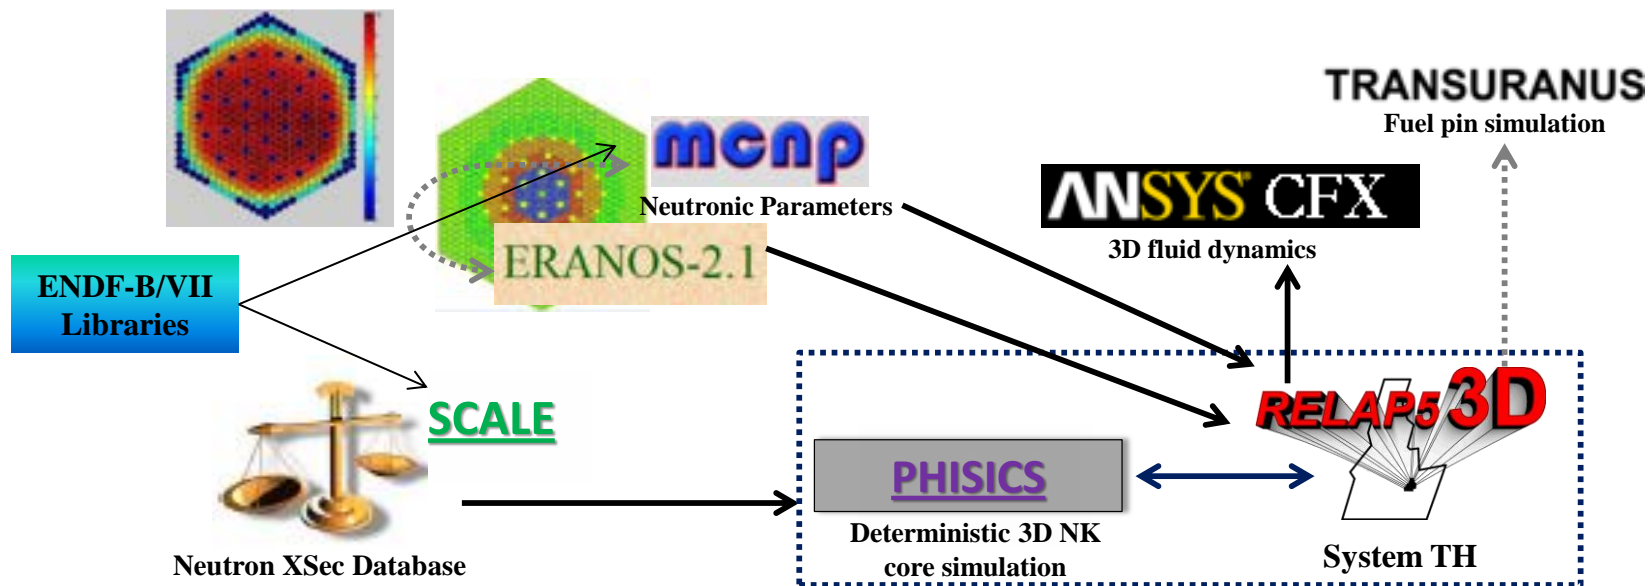 TRANSURANUS
Fuel pin simulation
mcnp
Neutronic Parameters
ANSYS CFX
3D fluid dynamics
ERANOS-2.1
ENDF-B/VII
Libraries
SCALE
Neutron XSec Database
RELAP5 3D
System TH
PHISICS
Deterministic 3D NK
core simulation